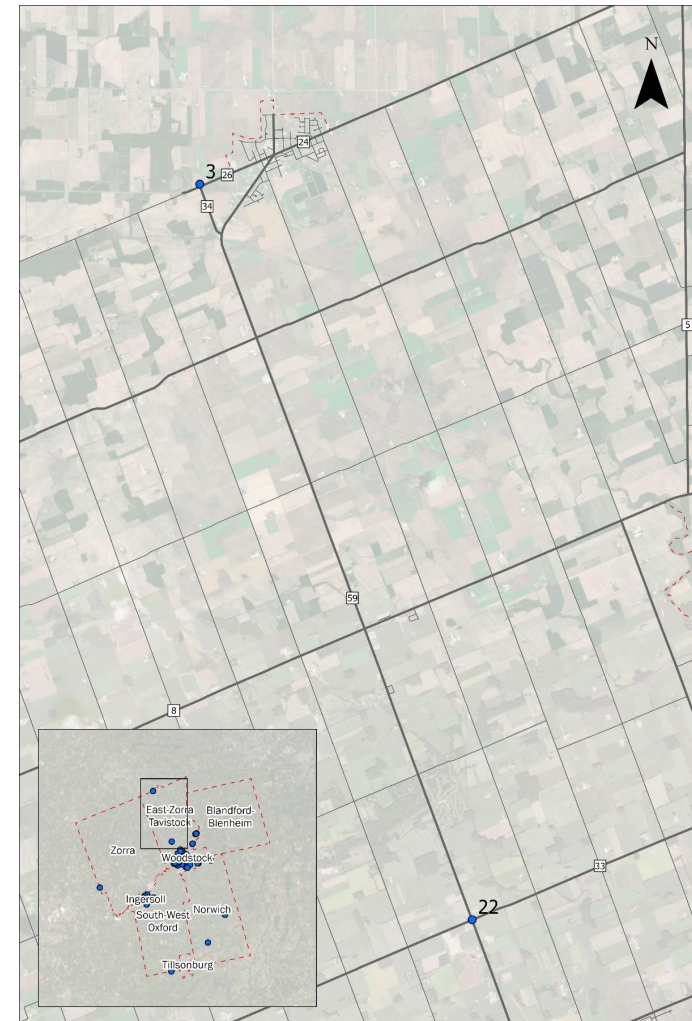 N
24
3
26
34
5
59
8
East-Zorra
Tavistock
Blandford-
Blenheim
Zorra
Woodstock
Ingersoll
South-West
Oxford
Norwich
Tillsonburg
33
22